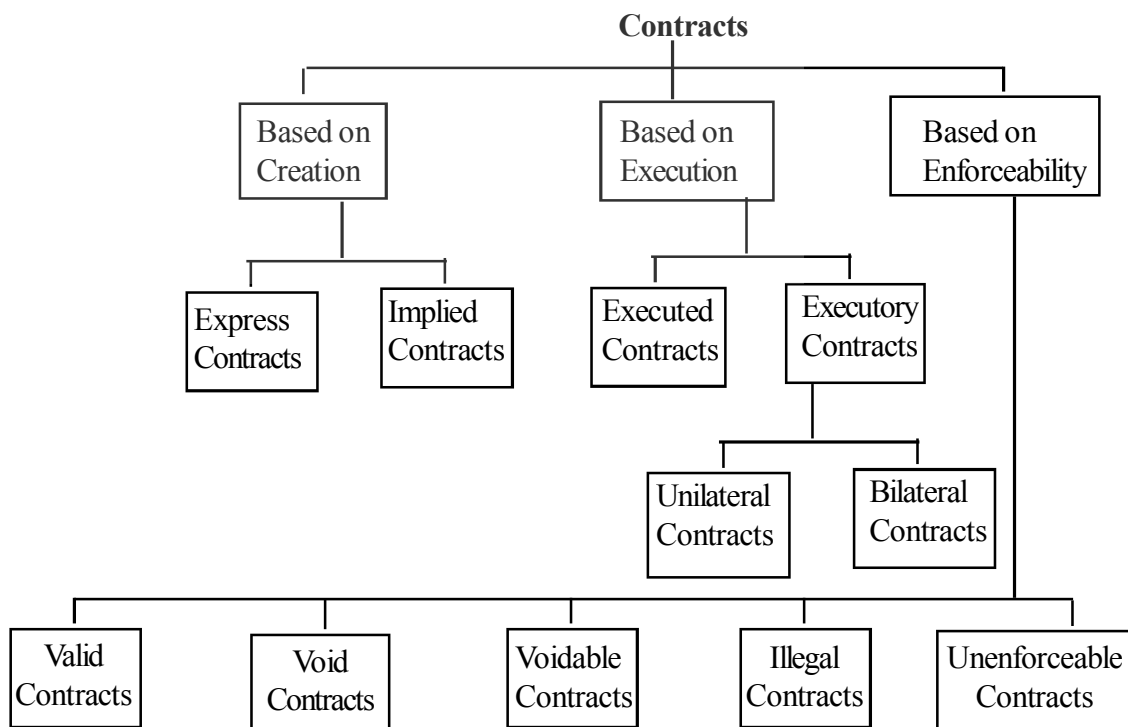 Contracts
Based on
Creation
Based on
Execution
Based on
Enforceability
Express
Contracts
Implied
Contracts
Executed
Contracts
Executory
Contracts
Unilateral
Contracts
Bilateral
Contracts
Valid
Contracts
Void
Contracts
Voidable
Contracts
Illegal
Contracts
Unenforceable
Contracts